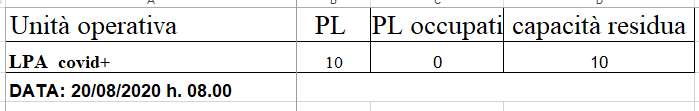 A B C D
Unità operativa PL PL occupati capacità residua
LPA covid+ 10 0 10
DATA: 20/08/2020 h. 08.00